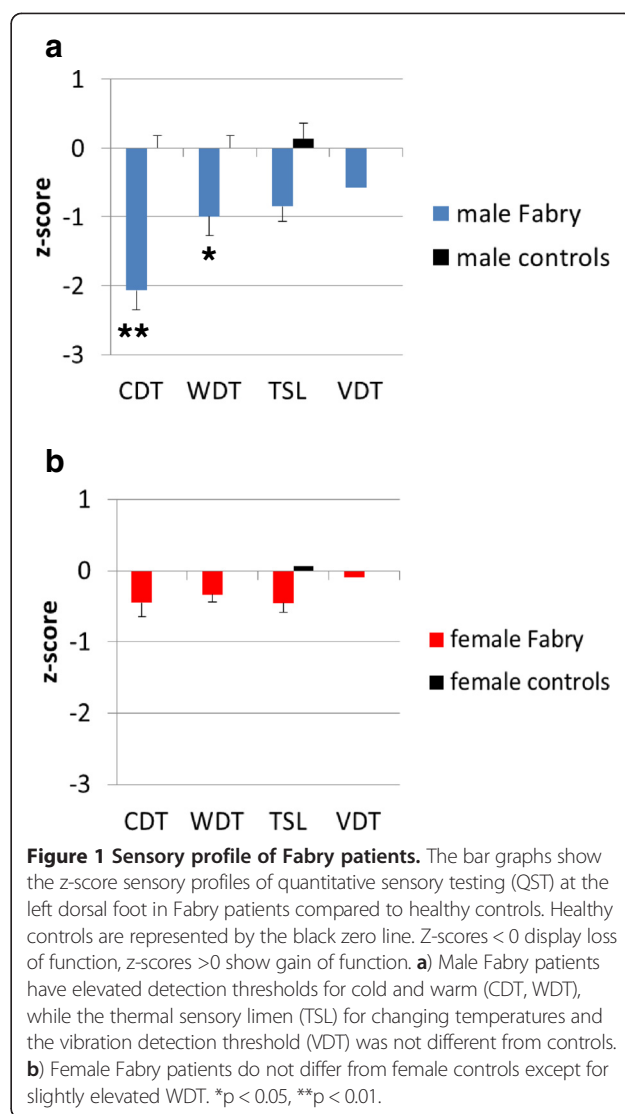 a
1
0
-1
-2
-3
z-score
*
**
CDT WDT TSL VDT
male Fabry
male controls
b
1
0
-1
-2
-3
z-score
CDT WDT TSL VDT
female Fabry
female controls
Figure 1 Sensory profile of Fabry patients. The bar graphs show
the z-score sensory profiles of quantitative sensory testing (QST) at the
left dorsal foot in Fabry patients compared to healthy controls. Healthy
controls are represented by the black zero line. Z-scores < 0 display loss
of function, z-scores >0 show gain of function. a) Male Fabry patients
have elevated detection thresholds for cold and warm (CDT, WDT),
while the thermal sensory limen (TSL) for changing temperatures and
the vibration detection threshold (VDT) was not different from controls.
b) Female Fabry patients do not differ from female controls except for
slightly elevated WDT. *p < 0.05, **p < 0.01.